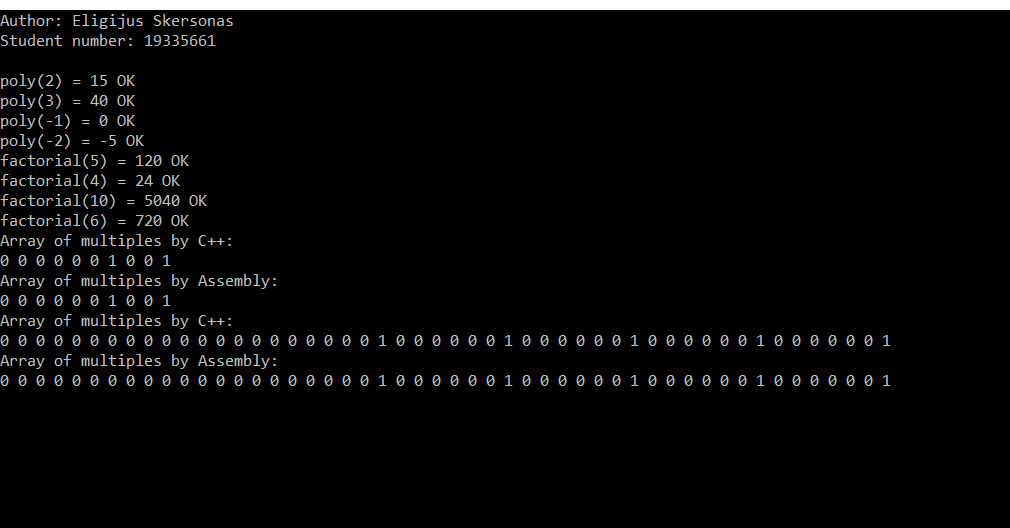 Author: Eligijus Skersonas
Student number: 19335661
poly(2) = 15 OK
poly(3) = 40 OK
poly(-1) = 0 OK
poly(-2) = -5 OK
factorial(5) = 120 OK
factorial(4) = 24 OK
factorial(10) = 5040 OK
factorial(6) = 720 OK
Array of multiples by C++:
0 0 0 0 0 0 1 0 0 1
Array of multiples by Assembly:
0 0 0 0 0 0 1 0 0 1
Array of multiples by C++:
0 0 0 0 0 0 0 0 0 0 0 0 0 0 0 0 0 0 0 0 0 1 0 0 0 0 0 0 1 0 0 0 0 0 0 1 0 0 0 0 0 0 1 0 0 0 0 0 0 1
Array of multiples by Assembly:
0 0 0 0 0 0 0 0 0 0 0 0 0 0 0 0 0 0 0 0 0 1 0 0 0 0 0 0 1 0 0 0 0 0 0 1 0 0 0 0 0 0 1 0 0 0 0 0 0 1